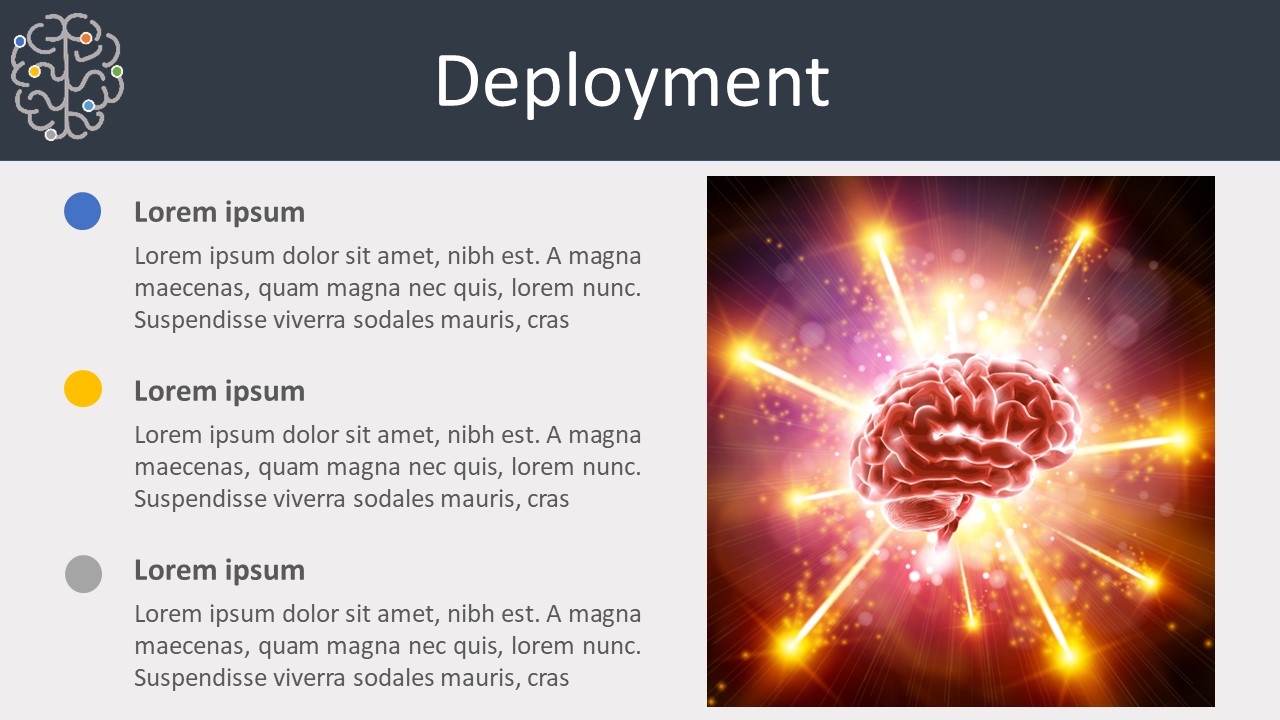 Deployment
Lorem ipsum
Lorem ipsum dolor sit amet, nibh est. A magna
maecenas, quam magna nec quis, lorem nunc.
Suspendisse viverra sodales mauris, cras
Lorem ipsum
Lorem ipsum dolor sit amet, nibh est. A magna
maecenas, quam magna nec quis, lorem nunc.
Suspendisse viverra sodales mauris, cras
Lorem ipsum
Lorem ipsum dolor sit amet, nibh est. A magna
maecenas, quam magna nec quis, lorem nunc.
Suspendisse viverra sodales mauris, cras